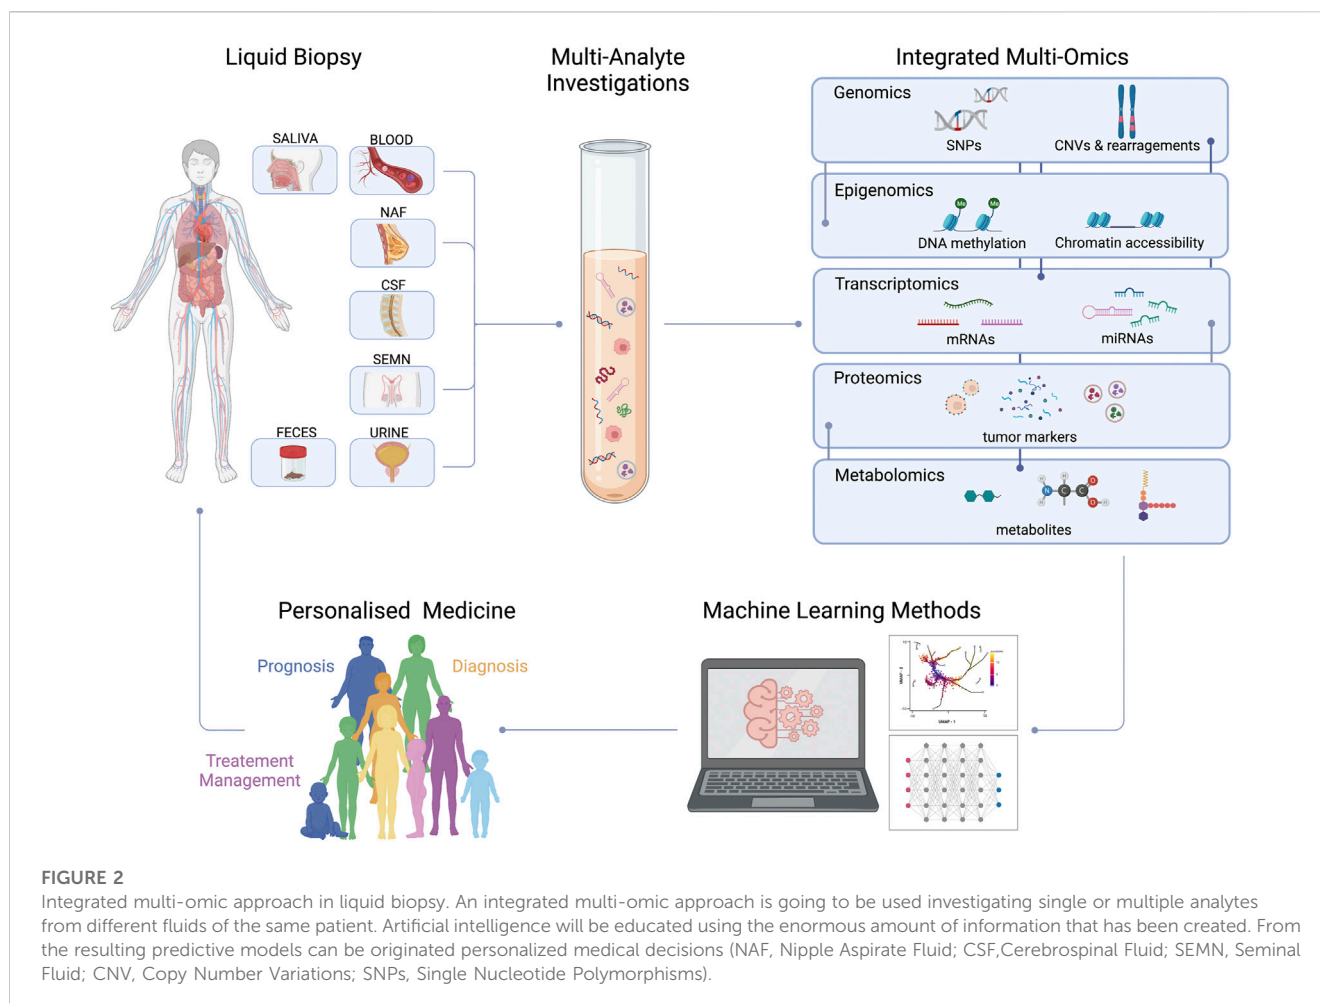 Liquid Biopsy
Multi-Analyte
Investigations
Integrated Multi-Omics
SALIVA
BLOOD
NAF
CSF
SEMN
FECES
URINE
Genomics
SNPs
CNVs & rearragements
Epigenomics
Me
Me
DNA methylation
Chromatin accessibility
Transcriptomics
mRNAs
miRNAs
Proteomics
tumor markers
Metabolomics
H
H
N
H
C
C
O
O
H
metabolites
Personalised Medicine
Prognosis
Diagnosis
Treatement
Management
Machine Learning Methods
UMAP - 1
FIGURE 2
Integrated multi-omic approach in liquid biopsy. An integrated multi-omic approach is going to be used investigating single or multiple analytes
from different fluids of the same patient. Artificial intelligence will be educated using the enormous amount of information that has been created. From
the resulting predictive models can be originated personalized medical decisions (NAF, Nipple Aspirate Fluid; CSF,Cerebrospinal Fluid; SEMN, Seminal
Fluid; CNV, Copy Number Variations; SNPs, Single Nucleotide Polymorphisms).